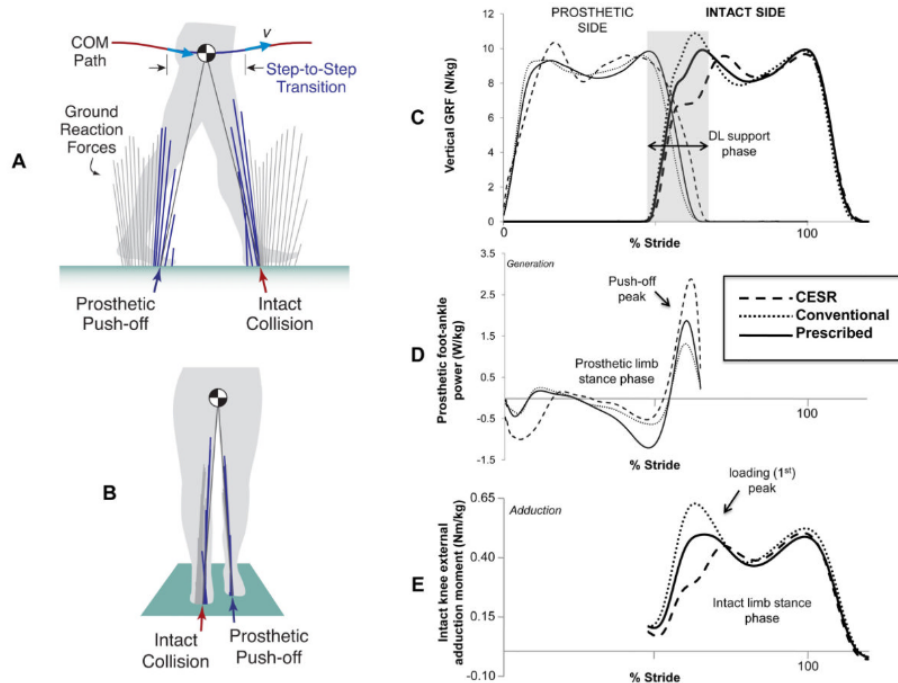 COM
Path
v
Step-to-Step
Transition
Ground
Reaction
Forces
A
Prosthetic
Push-off
Intact
Collision
B
Intact
Collision
Prosthetic
Push-off
PROSTHETIC
SIDE
INTACT SIDE
C
Vertical GRF (N/kg)
12
10
8
6
4
2
0
DL support
phase
0
100
% Stride
D
Prosthetic foot-ankle
power (W/kg)
Generation
3.5
2.5
1.5
0.5
-0.5
-1.5
Push-off
peak
Prosthetic limb
stance phase
100
% Stride
CESR
Conventional
Prescribed
E
Intact knee external
adduction moment (Nm/kg)
Adduction
0.65
0.40
0.15
-0.10
loading (1st)
peak
Intact limb stance
phase
100
% Stride